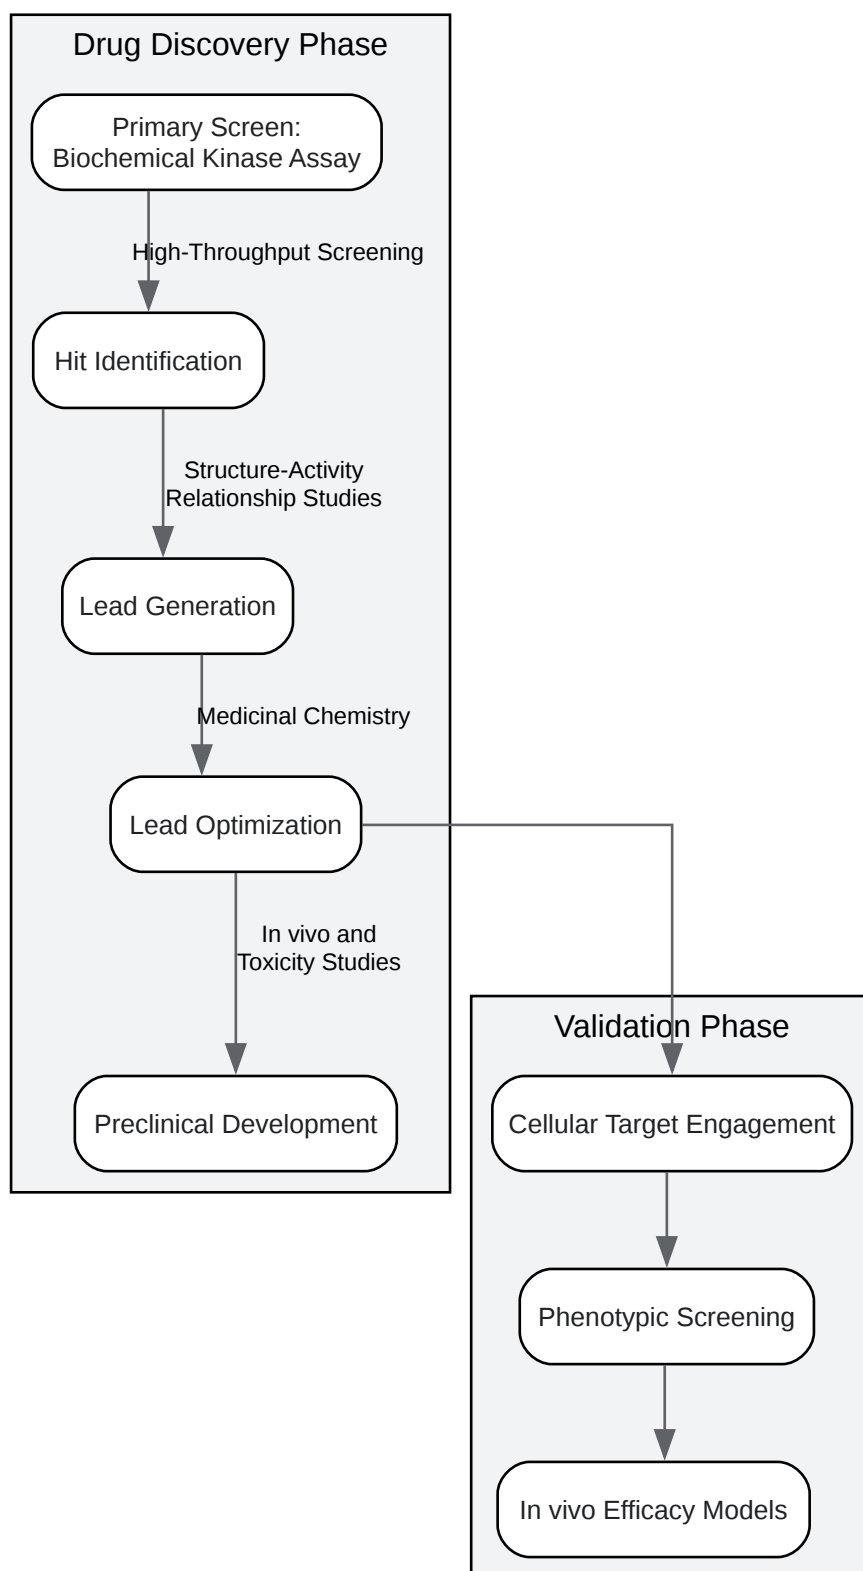 Drug Discovery Phase
Primary Screen:
Biochemical Kinase Assay
High-Throughput Screening
Hit Identification
Structure-Activity
Relationship Studies
Lead Generation
Medicinal Chemistry
Lead Optimization
In vivo and
Toxicity Studies
Preclinical Development
Validation Phase
Cellular Target Engagement
Phenotypic Screening
In vivo Efficacy Models